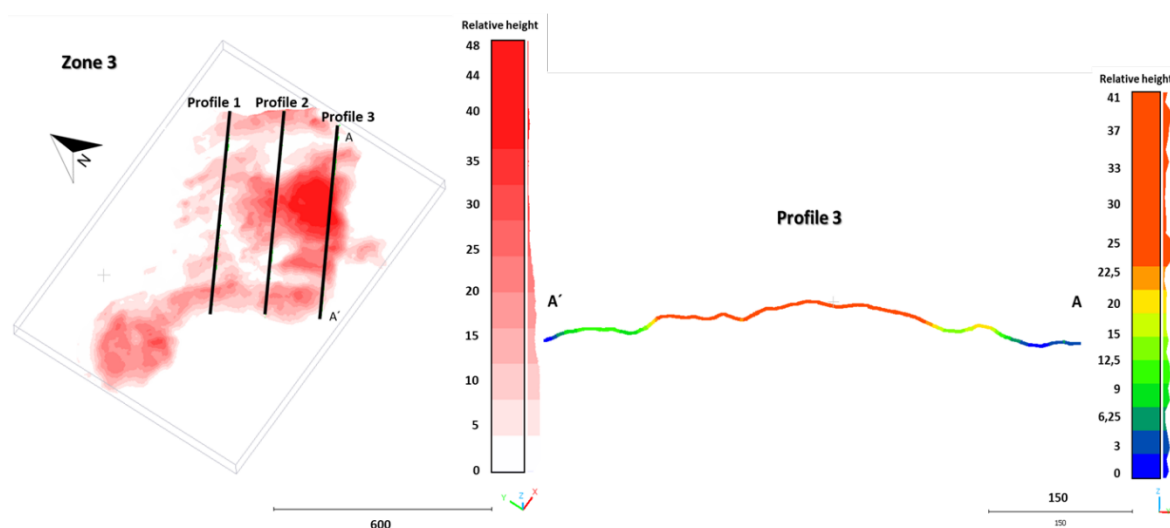 Zone 3
Profile 1
Profile 2
Profile 3
A
A´
N
Relative height
48
44
40
35
30
25
20
15
10
5
0
Y
Z
X
600
Profile 3
A´
A
Relative height
41
37
33
30
25
22,5
20
15
12,5
9
6,25
3
0
150
150
Z